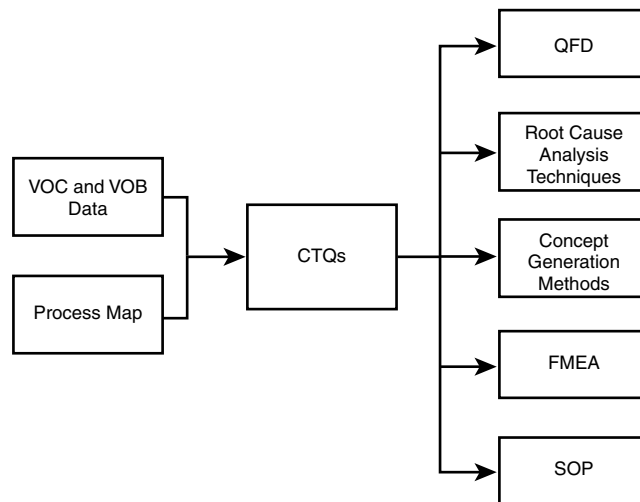 VOC and VOB
Data
Process Map
CTQs
QFD
Root Cause
Analysis
Techniques
Concept
Generation
Methods
FMEA
SOP